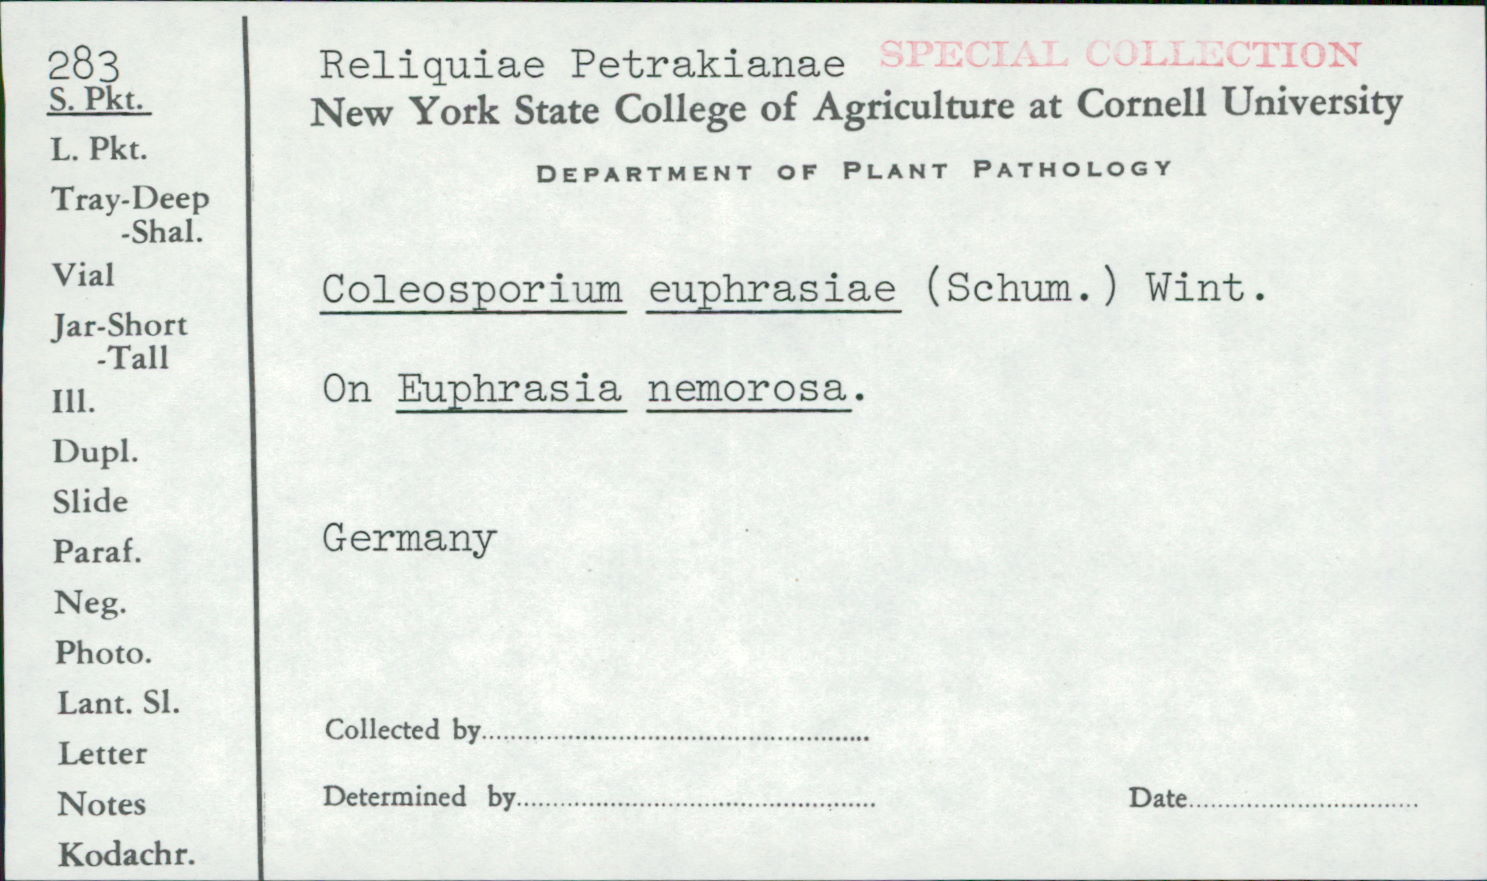 283
S. Pkt.
L. Pkt.
Tray-Deep
-Shal.
Vial
Jar-Short
-Tall
Ill.
Dupl.
Slide
Paraf.
Neg.
Photo.
Lant. Sl.
Letter
Notes
Kodachr.
Reliquiae Petrakianae SPECIAL COLLECTION
New York State College of Agriculture at Cornell University
DEPARTMENT OF PLANT PATHOLOGY
Coleosporium euphrasiae (Schum.) Wint.
On Euphrasia nemorosa.
Germany
Collected by
Determined by
Date